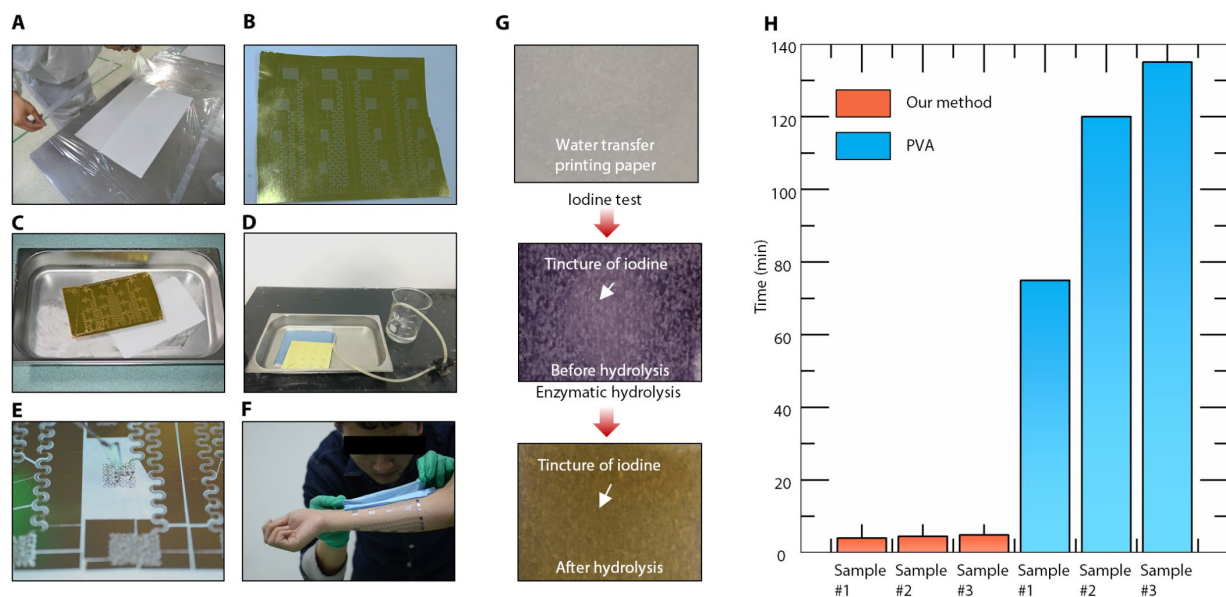 A
B
C
D
E
F
G
Water transfer
printing paper
Iodine test
Tincture of iodine
Before hydrolysis
Enzymatic hydrolysis
Tincture of iodine
After hydrolysis
H
140
120
100
80
60
40
20
0
Time (min)
Our method
PVA
Sample
#1
Sample
#2
Sample
#3
Sample
#1
Sample
#2
Sample
#3